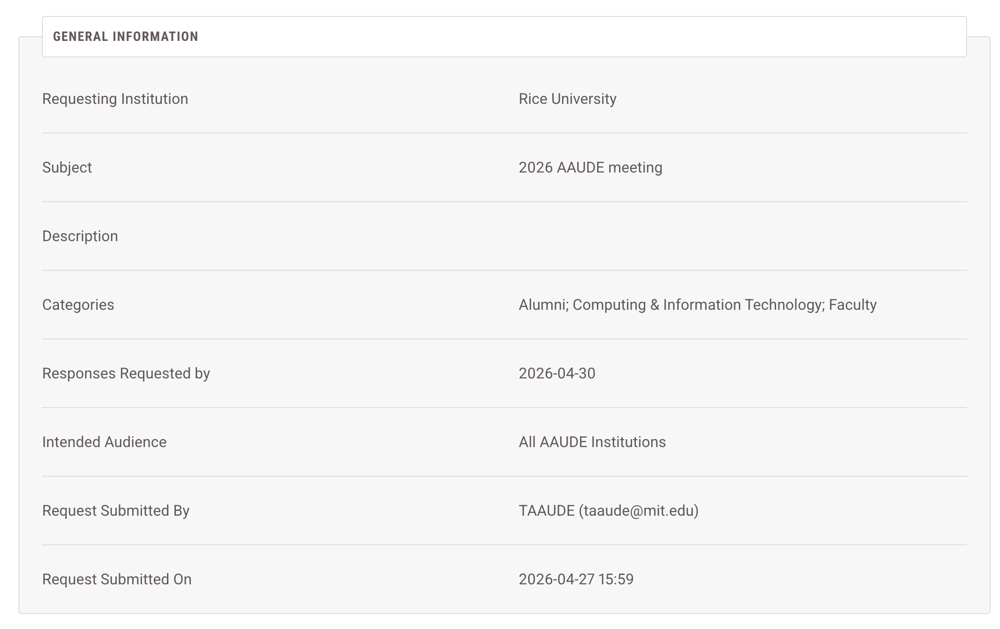 GENERAL INFORMATION
Requesting Institution
Rice University
Subject
2026 AAUDE meeting
Description
Categories
Alumni; Computing & Information Technology; Faculty
Responses Requested by
2026-04-30
Intended Audience
All AAUDE Institutions
Request Submitted By
TAAUDE (taaude@mit.edu)
Request Submitted On
2026-04-27 15:59